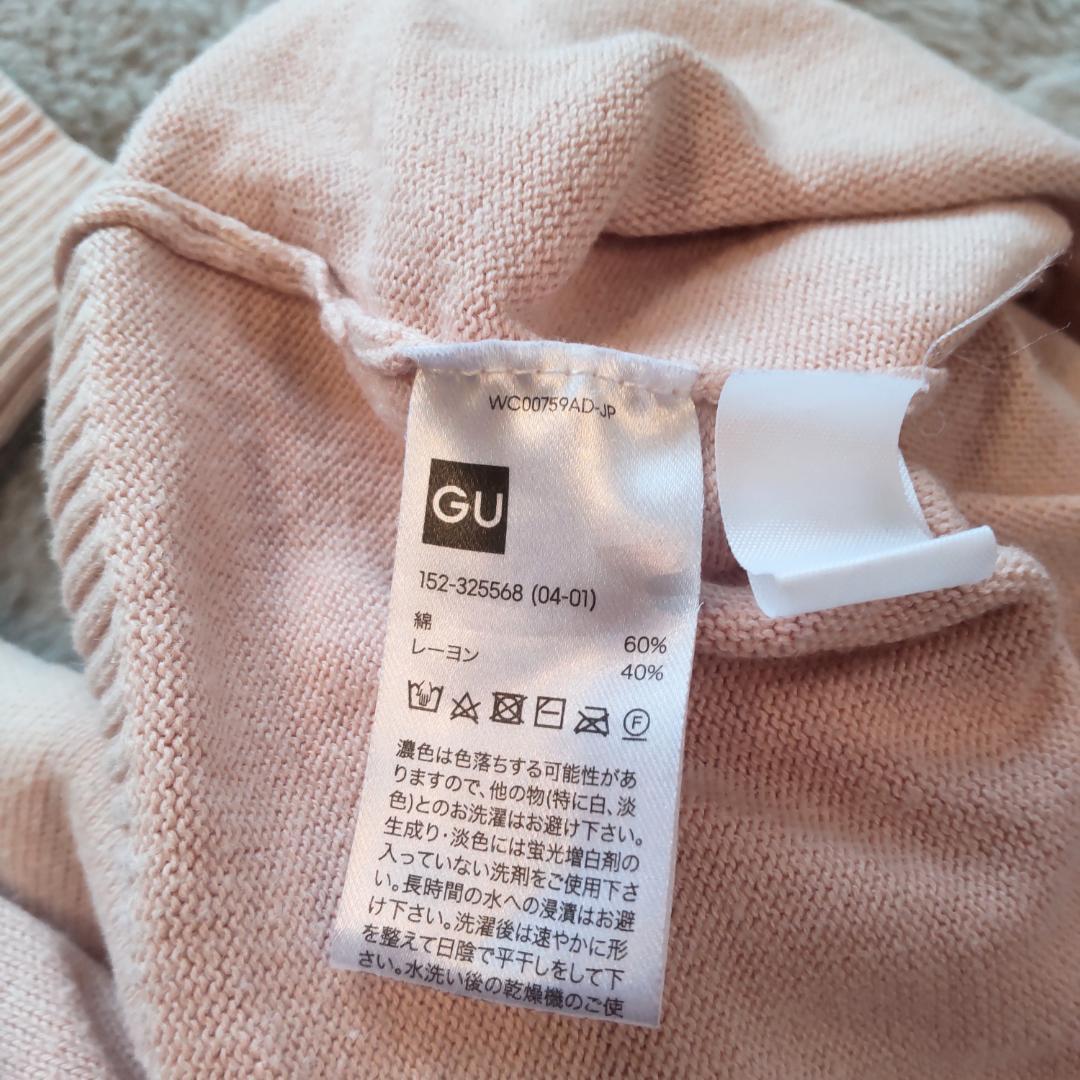 WC00759AD-JP
GU
152-325568 (04-01)
綿 60%
レーヨン 40%
F
濃色は色落ちする可能性があ
りますので、他の物(特に白、淡
色)とのお洗濯はお避け下さい。
生成り・淡色には蛍光増白剤の
入っていない洗剤をご使用下さ
い。長時間の水への浸漬はお避
け下さい。洗濯後は速やかに形
を整えて日陰で平干しをして下
さい。水洗い後の乾燥機のご使